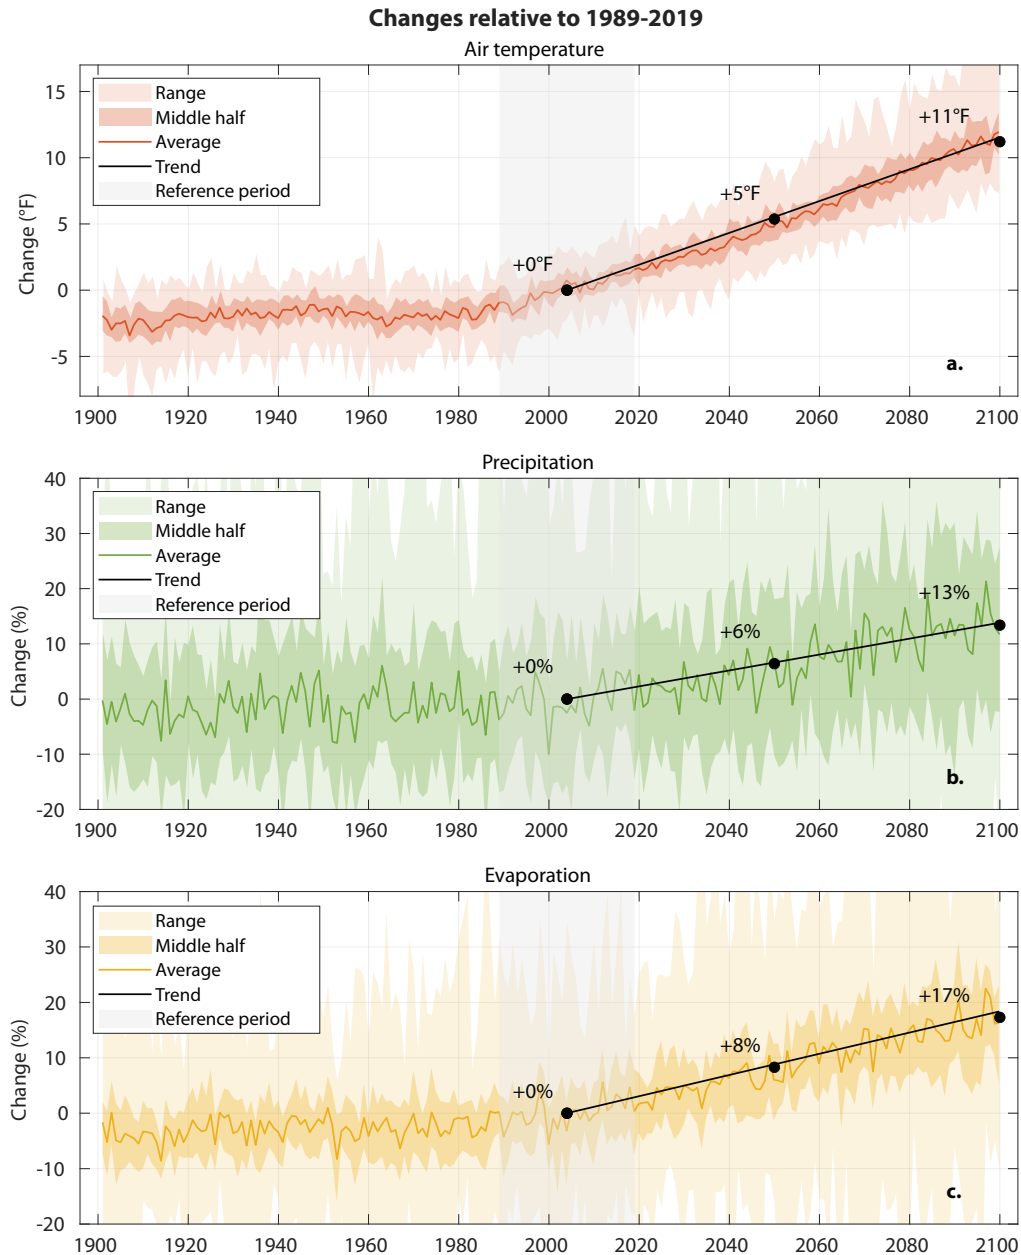 Changes relative to 1989-2019
Air temperature
Range
Middle half
Average
Trend
Reference period
+0°F
+5°F
+11°F
a.
Change (°F)
15
10
5
0
-5
1900 1920 1940 1960 1980 2000 2020 2040 2060 2080 2100
Precipitation
Range
Middle half
Average
Trend
Reference period
+0%
+6%
+13%
b.
Change (%)
40
30
20
10
0
-10
-20
1900 1920 1940 1960 1980 2000 2020 2040 2060 2080 2100
Evaporation
Range
Middle half
Average
Trend
Reference period
+0%
+8%
+17%
c.
Change (%)
40
30
20
10
0
-10
-20
1900 1920 1940 1960 1980 2000 2020 2040 2060 2080 2100